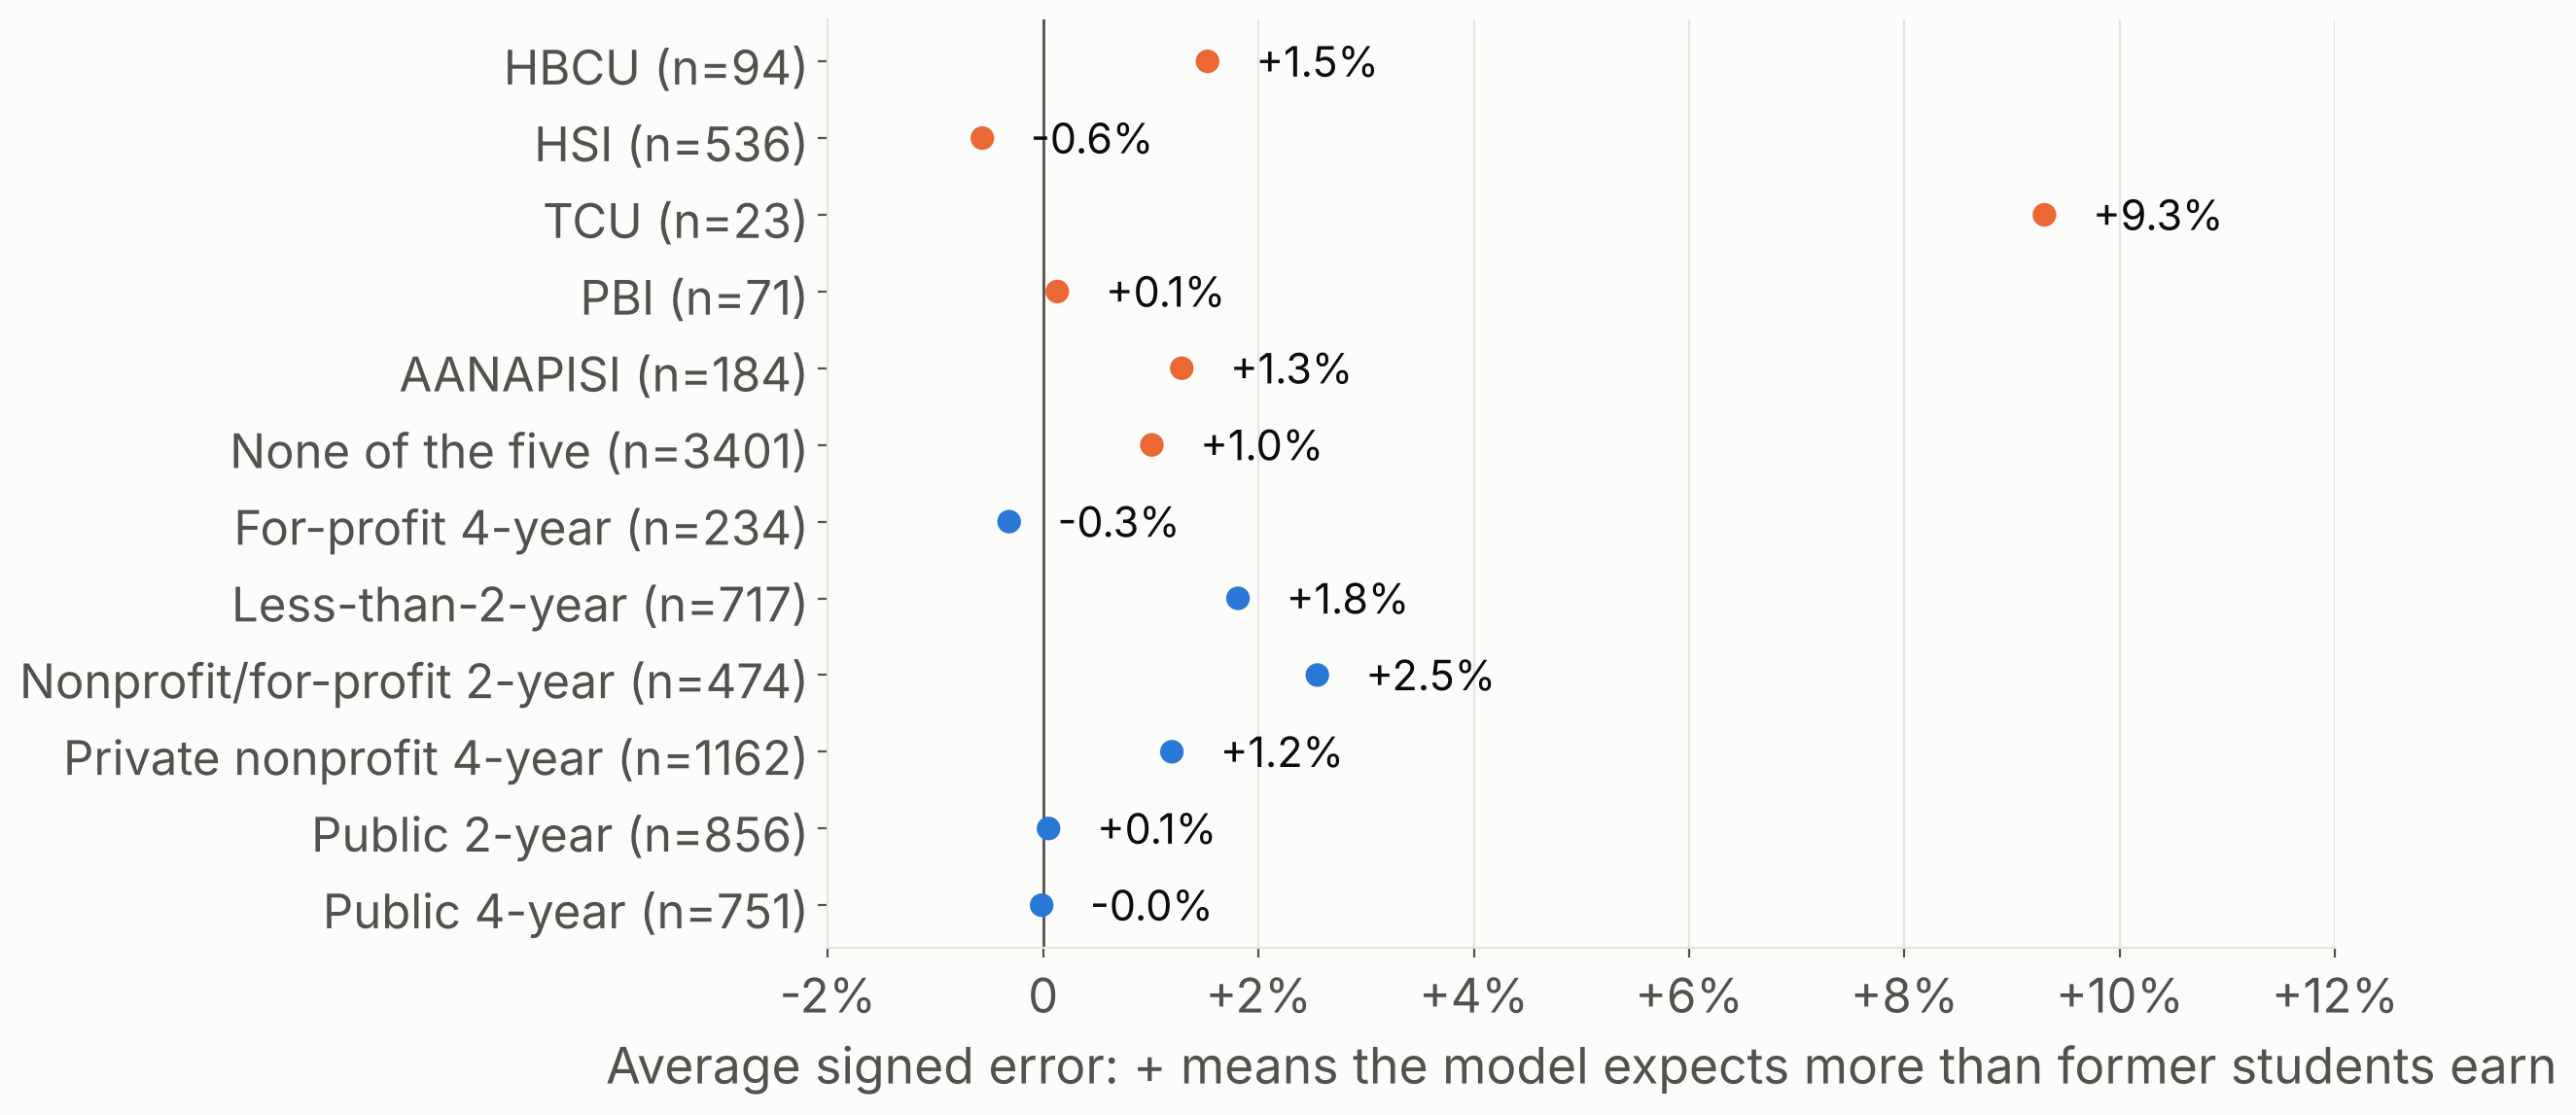 HBCU (n=94) +1.5%
HSI (n=536) -0.6%
TCU (n=23) +9.3%
PBI (n=71) +0.1%
AANAPISI (n=184) +1.3%
None of the five (n=3401) +1.0%
For-profit 4-year (n=234) -0.3%
Less-than-2-year (n=717) +1.8%
Nonprofit/for-profit 2-year (n=474) +2.5%
Private nonprofit 4-year (n=1162) +1.2%
Public 2-year (n=856) +0.1%
Public 4-year (n=751) -0.0%
-2% 0 +2% +4% +6% +8% +10% +12%
Average signed error: + means the model expects more than former students earn